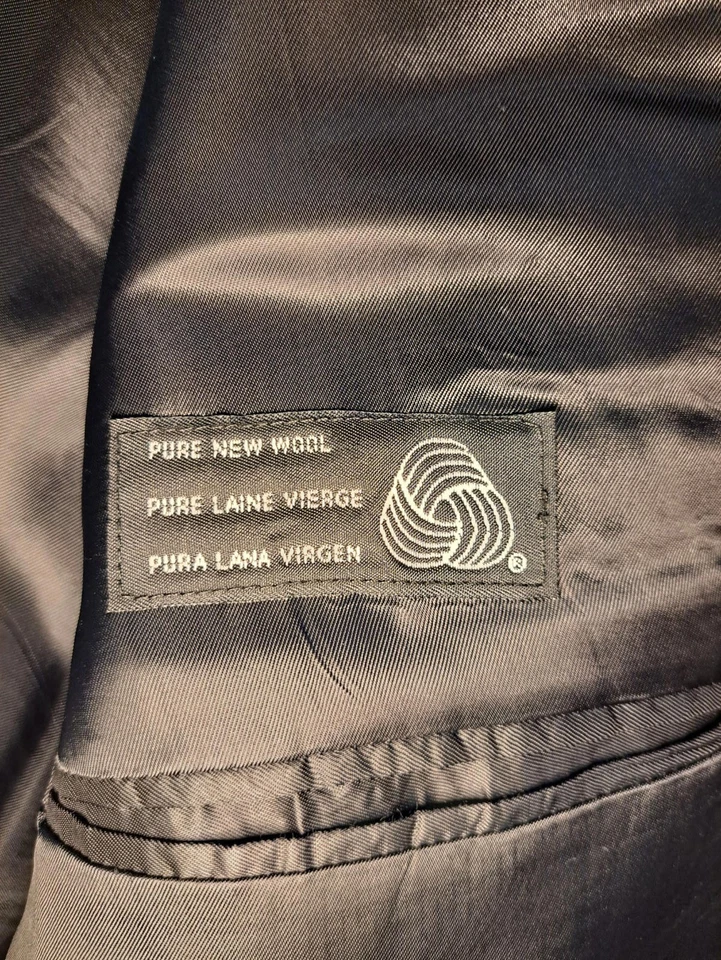 PURE NEW WOOL
PURE LAINE VIERGE
PURA LANA VIRGEN
®